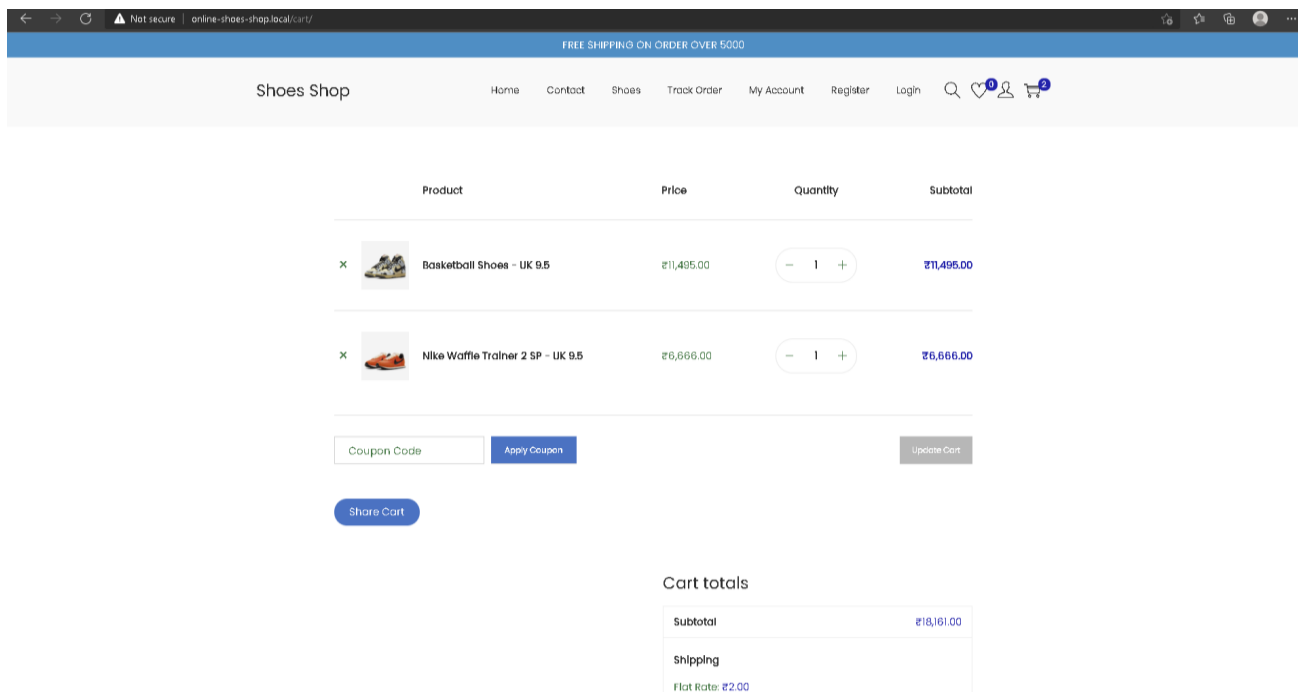 Not secure online-shoes-shop.local/cart/
FREE SHIPPING ON ORDER OVER 5000
Shoes Shop Home Contact Shoes Track Order My Account Register Login 0 2
Product Price Quantity Subtotal
× Basketball Shoes - UK 9.5 ₹11,495.00 − 1 + ₹11,495.00
× Nike Waffle Trainer 2 SP - UK 9.5 ₹6,666.00 − 1 + ₹6,666.00
Coupon Code Apply Coupon Update Cart
Share Cart
Cart totals
Subtotal ₹18,161.00
Shipping
Flat Rate: ₹2.00